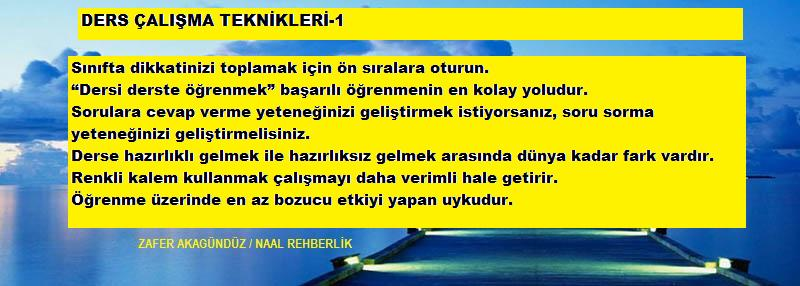 DERS ÇALIŞMA TEKNİKLERİ-1
Sınıfta dikkatinizi toplamak için ön sıralara oturun.
“Dersi derste öğrenmek” başarılı öğrenmenin en kolay yoludur.
Sorulara cevap verme yeteneğinizi geliştirmek istiyorsanız, soru sorma
yeteneğinizi geliştirmelisiniz.
Derse hazırlıklı gelmek ile hazırlıksız gelmek arasında dünya kadar fark vardır.
Renkli kalem kullanmak çalışmayı daha verimli hale getirir.
Öğrenme üzerinde en az bozucu etkiyi yapan uykudur.
ZAFER AKAGÜNDÜZ / NAAL REHBERLİK